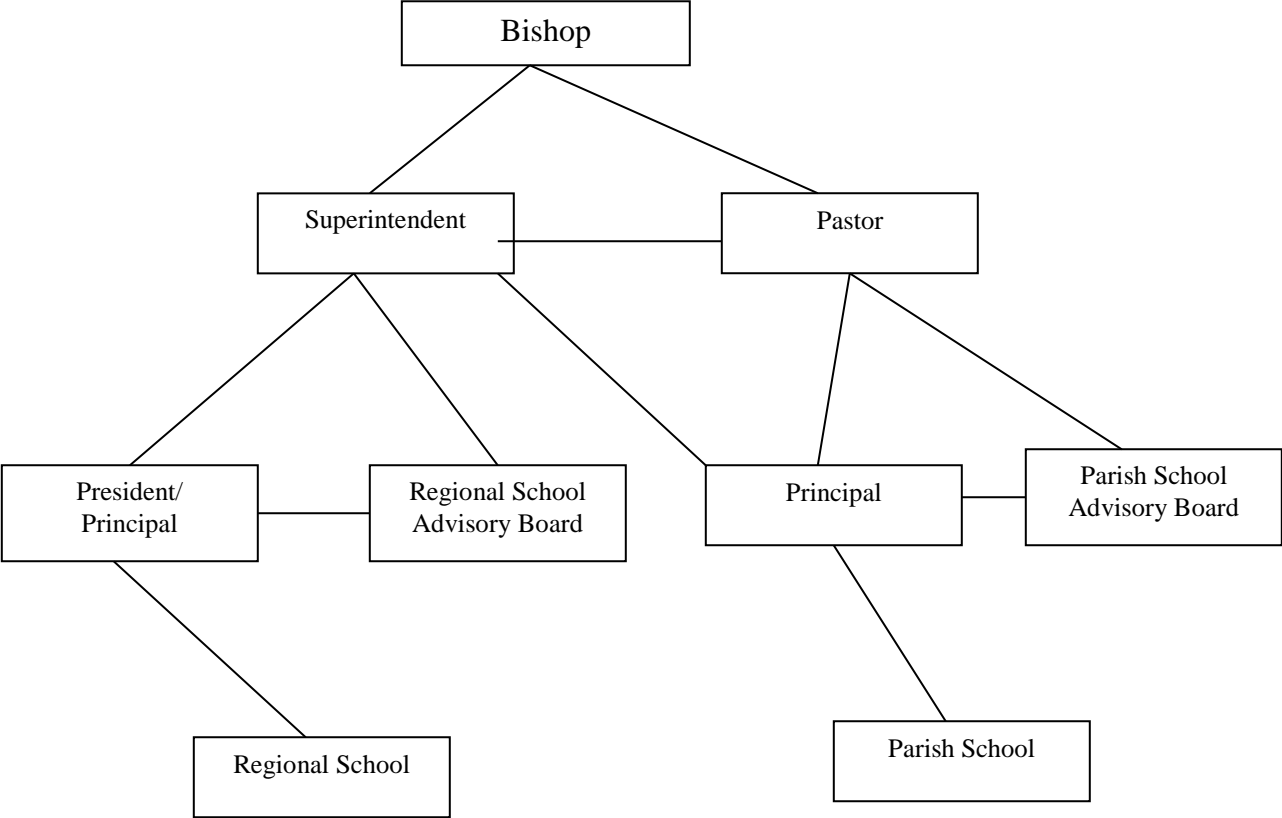 Bishop
Superintendent
Pastor
President/
Principal
Regional School
Advisory Board
Principal
Parish School
Advisory Board
Regional School
Parish School